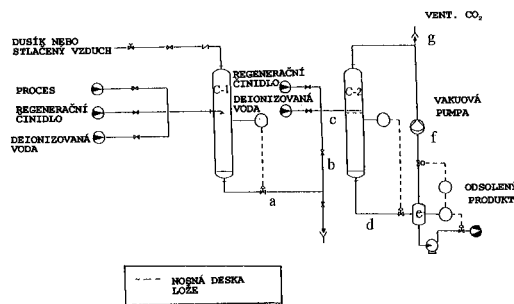 VENT. CO₂
g
DUSÍK NEBO
STLAČENÝ VZDUCH
C-1
REGENERAČNÍ
ČINIDLO
C-2
PROCES
DEIONIZOVANÁ
VODA
c
VAKUOVÁ
PUMPA
REGENERAČNÍ
ČINIDLO
f
DEIONIZOVANÁ
VODA
b
ODSOLENÝ
PRODUKT
a
d
e
NOSNÁ DESKA
LOŽE